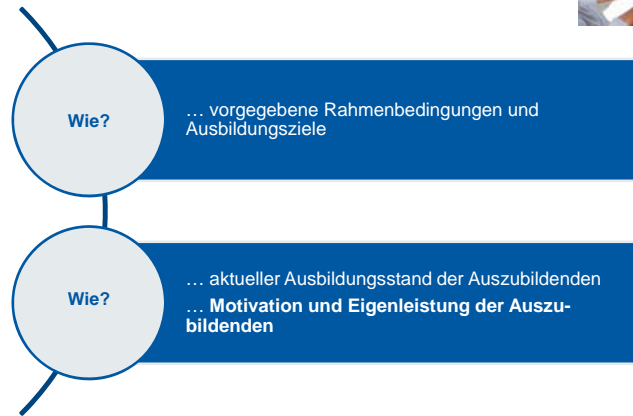 Wie?
… vorgegebene Rahmenbedingungen und
Ausbildungsziele
Wie?
… aktueller Ausbildungsstand der Auszubildenden
… Motivation und Eigenleistung der Auszu-
bildenden